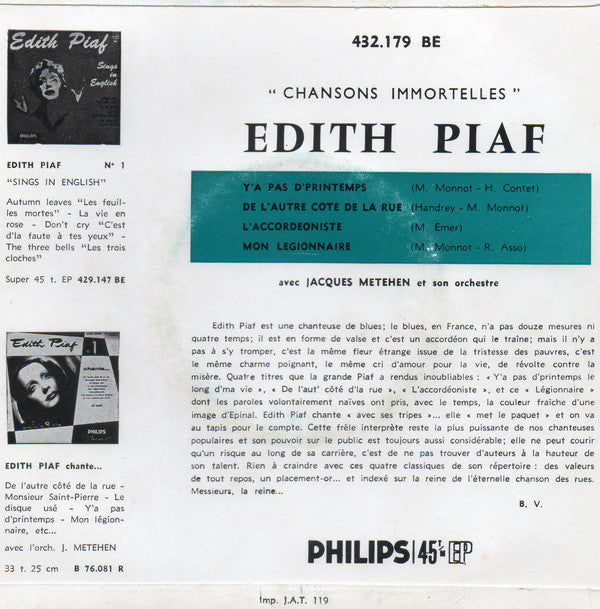 Edith Piaf
Sings
in
English
PHILIPS
EDITH PIAF N° 1
"SINGS IN ENGLISH"
Autumn leaves "Les feuil-
les mortes" - La vie en
rose - Don't cry "C'est
d'la faute à tes yeux" -
The three bells "Les trois
cloches"
Super 45 t. EP 429.147 BE
Edith Piaf
chante...
1
PHILIPS
EDITH PIAF chante...
De l'autre côté de la rue -
Monsieur Saint-Pierre - Le
disque usé - Y'a pas
d'printemps - Mon légion-
naire, etc...
avec l'orch. J. METEHEN
33 t. 25 cm B 76.081 R
432.179 BE
" CHANSONS IMMORTELLES "
EDITH PIAF
Y'A PAS D'PRINTEMPS (M. Monnot - H. Contet)
DE L'AUTRE COTE DE LA RUE (Handrey - M. Monnot)
L'ACCORDEONISTE (M. Emer)
MON LEGIONNAIRE (M. Monnot - R. Asso)
avec JACQUES METEHEN et son orchestre
Edith Piaf est une chanteuse de blues; le blues, en France, n'a pas douze mesures ni
quatre temps; il est en forme de valse et c'est un accordéon qui le traîne; mais il n'y a
pas à s'y tromper, c'est la même fleur étrange issue de la tristesse des pauvres, c'est
le même charme poignant, le même cri d'amour pour la vie, de révolte contre la
misère. Quatre titres que la grande Piaf a rendus inoubliables : « Y'a pas d'printemps le
long d'ma vie », « De l'aut' côté d'la rue », « L'accordéoniste », et ce « Légionnaire »
dont les paroles volontairement naïves ont pris, avec le temps, la couleur fraîche d'une
image d'Epinal. Edith Piaf chante « avec ses tripes »... elle « met le paquet » et on va
au tapis pour le compte. Cette frêle interprète reste la plus puissante de nos chanteuses
populaires et son pouvoir sur le public est toujours aussi considérable; elle ne peut courir
qu'un risque au long de sa carrière, c'est de ne pas trouver d'auteurs à la hauteur de
son talent. Rien à craindre avec ces quatre classiques de son répertoire : des valeurs
de tout repos, un placement-or... et indexé sur la reine de l'éternelle chanson des rues.
Messieurs, la reine...
B. V.
PHILIPS 45 t. EP
Imp. J.A.T. 119